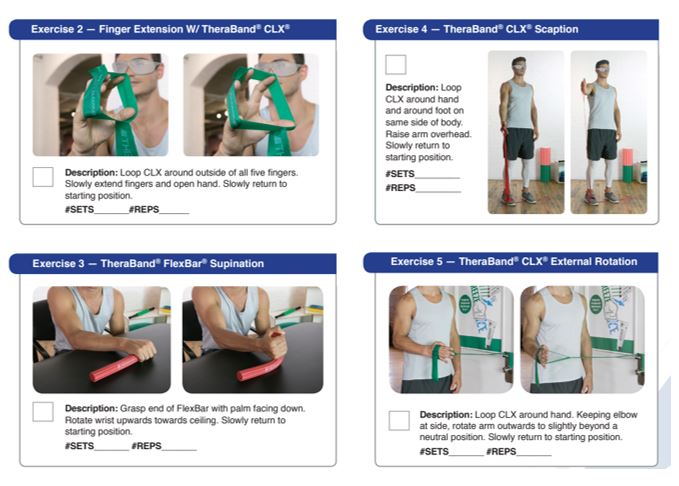 Exercise 2 — Finger Extension W/ TheraBand® CLX®
Description: Loop CLX around outside of all five fingers.
Slowly extend fingers and open hand. Slowly return to
starting position.
#SETS_______#REPS______
Exercise 3 — TheraBand® FlexBar® Supination
Description: Grasp end of FlexBar with palm facing down.
Rotate wrist upwards towards ceiling. Slowly return to
starting position.
#SETS_______ #REPS_______
Exercise 4 — TheraBand® CLX® Scaption
Description: Loop
CLX around hand
and around foot on
same side of body.
Raise arm overhead.
Slowly return to
starting position.
#SETS_________
#REPS_________
Exercise 5 — TheraBand® CLX® External Rotation
Description: Loop CLX around hand. Keeping elbow
at side, rotate arm outwards to slightly beyond a
neutral position. Slowly return to starting position.
#SETS_______ #REPS_______